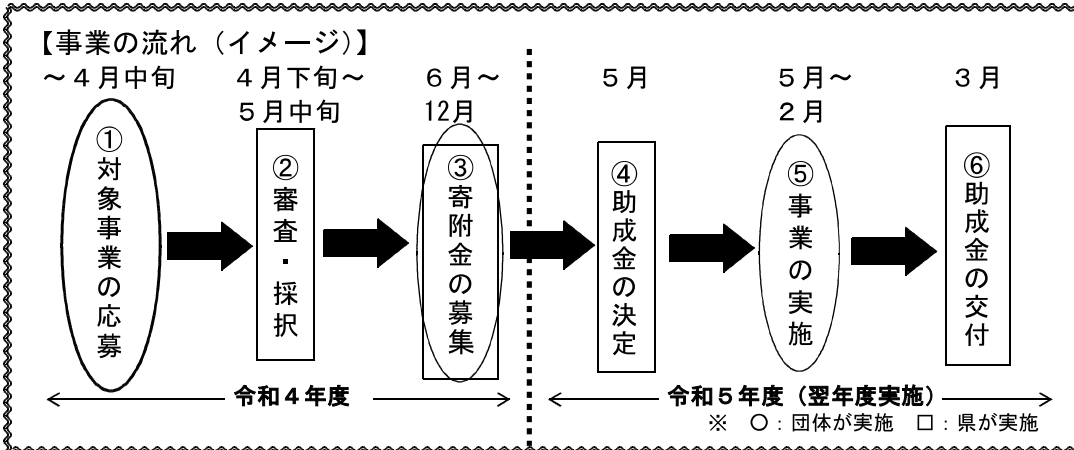 【事業の流れ（イメージ）】
～４月中旬
４月下旬～
５月中旬
６月～
12月
５月
５月～
２月
３月
①対象事業の応募
②審査・採択
③寄附金の募集
④助成金の決定
⑤事業の実施
⑥助成金の交付
令和４年度
令和５年度（翌年度実施）
※　○：団体が実施　□：県が実施